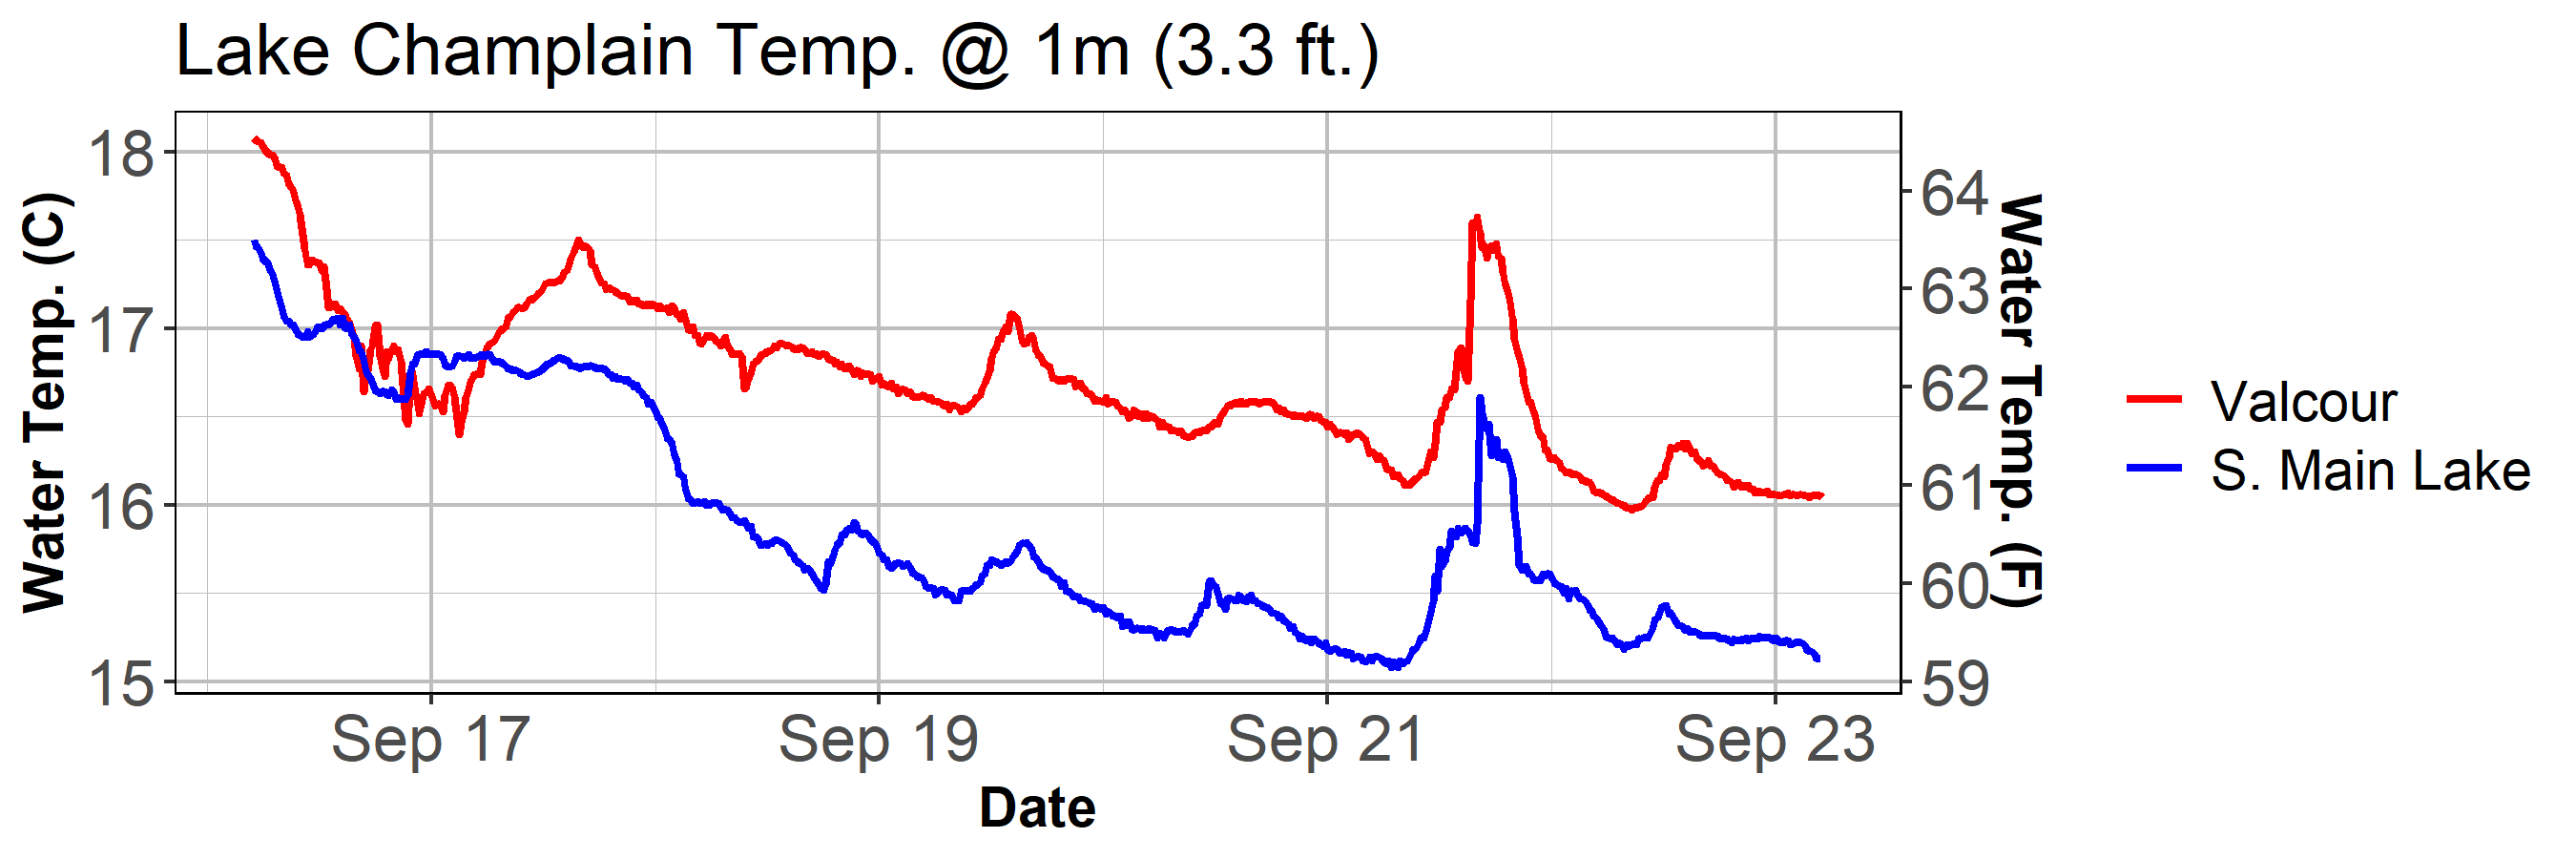 Lake Champlain Temp. @ 1m (3.3 ft.)
Water Temp. (C)
18
17
16
15
64
63
62
61
60
59
Water Temp. (F)
Sep 17 Sep 19 Sep 21 Sep 23
Date
Valcour
S. Main Lake